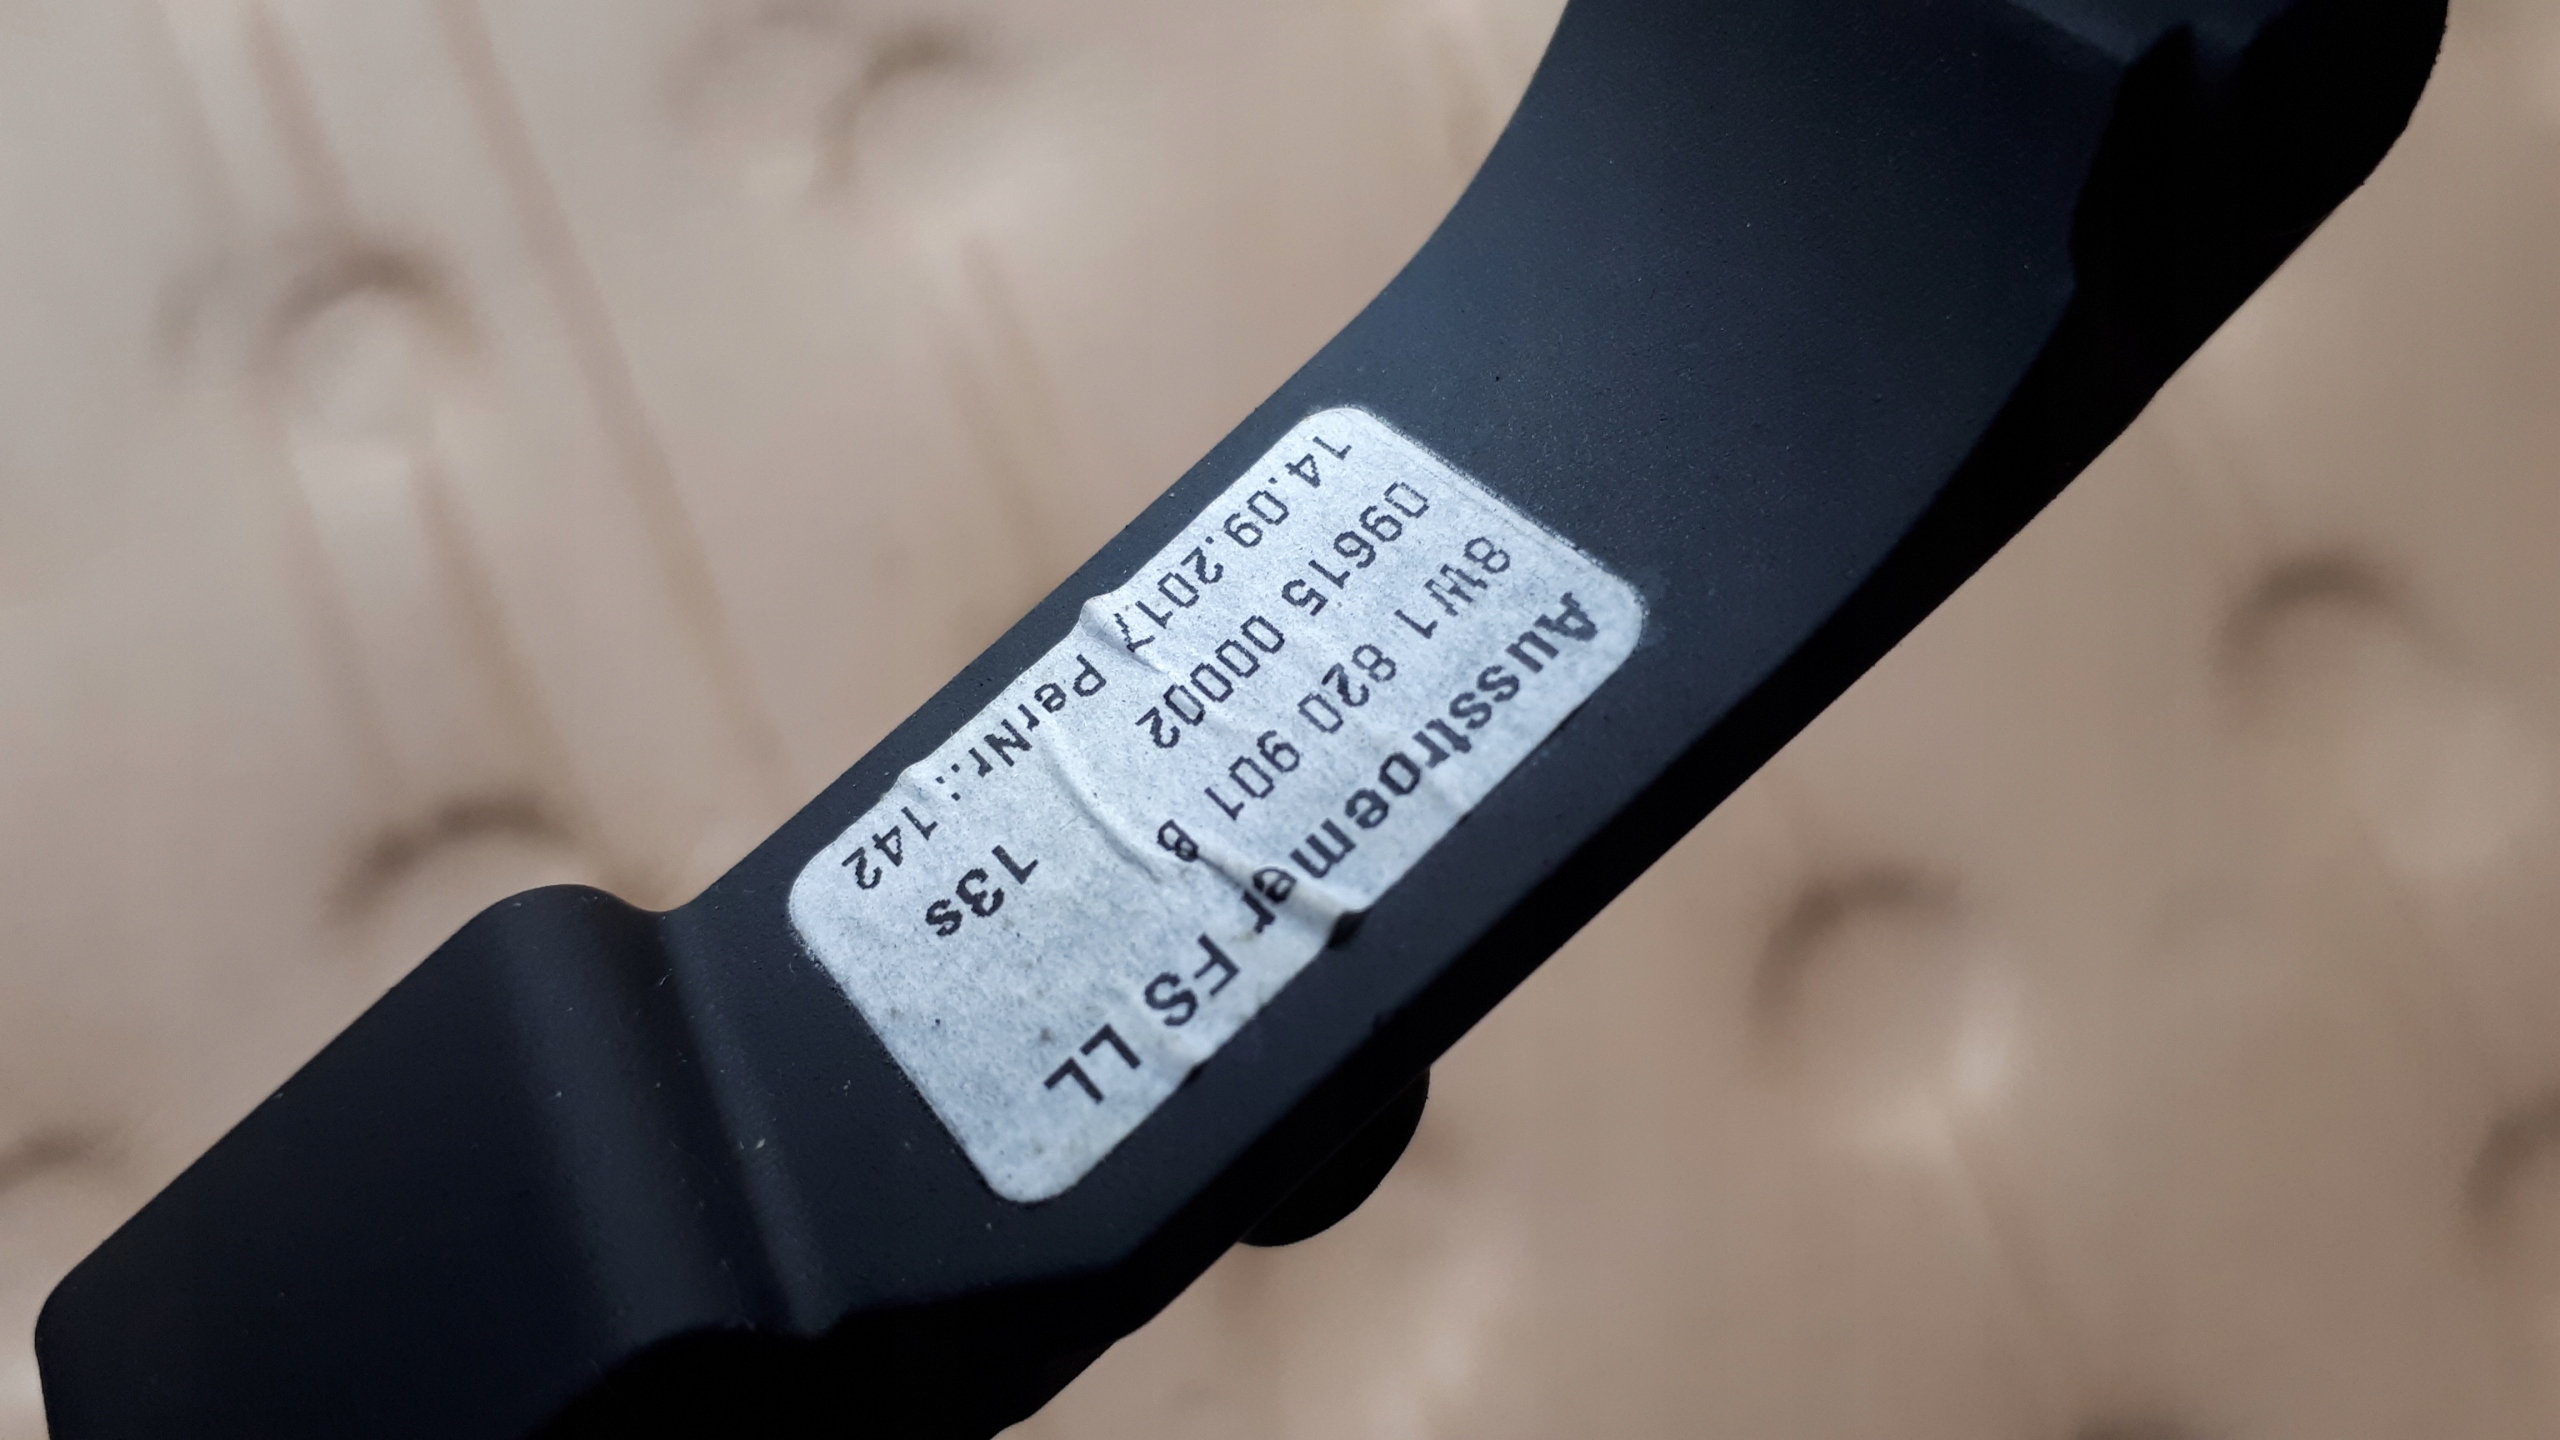 Ausstroemer FS LL
8W1 820 901 B
09615 00002 13s
14.09.2017 PerNr.:142